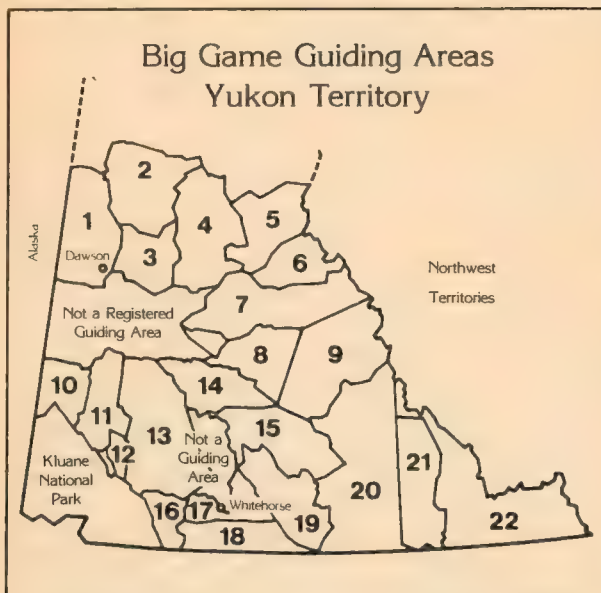 Big Game Guiding Areas
Yukon Territory
2
1
4
5
Alaska
Dawson
3
6
Northwest
Territories
7
Not a Registered
Guiding Area
8
9
10
14
11
13
15
Not a
Guiding
Area
12
Kluane
National
Park
20
21
16
17
Whitehorse
19
22
18